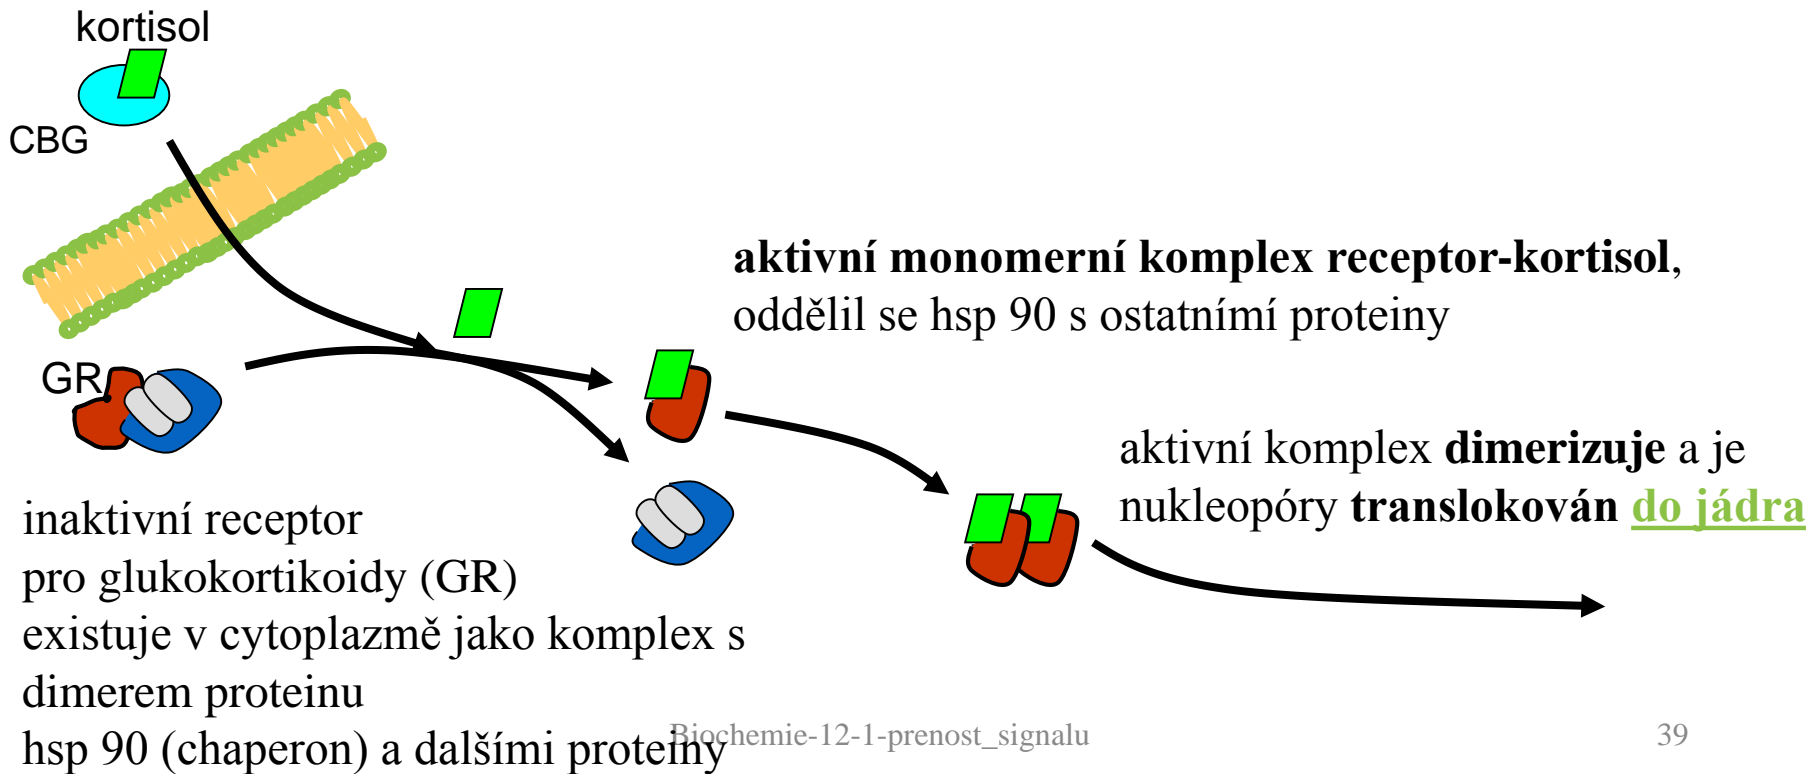 kortisol
CBG
aktivní monomerní komplex receptor-kortisol,
oddělil se hsp 90 s ostatnímí proteiny
GR
aktivní komplex dimerizuje a je
nukleopóry translokován do jádra
inaktivní receptor
pro glukokortikoidy (GR)
existuje v cytoplazmě jako komplex s
dimerem proteinu
hsp 90 (chaperon) a dalšími proteiny
Biochemie-12-1-prenost_signalu
39